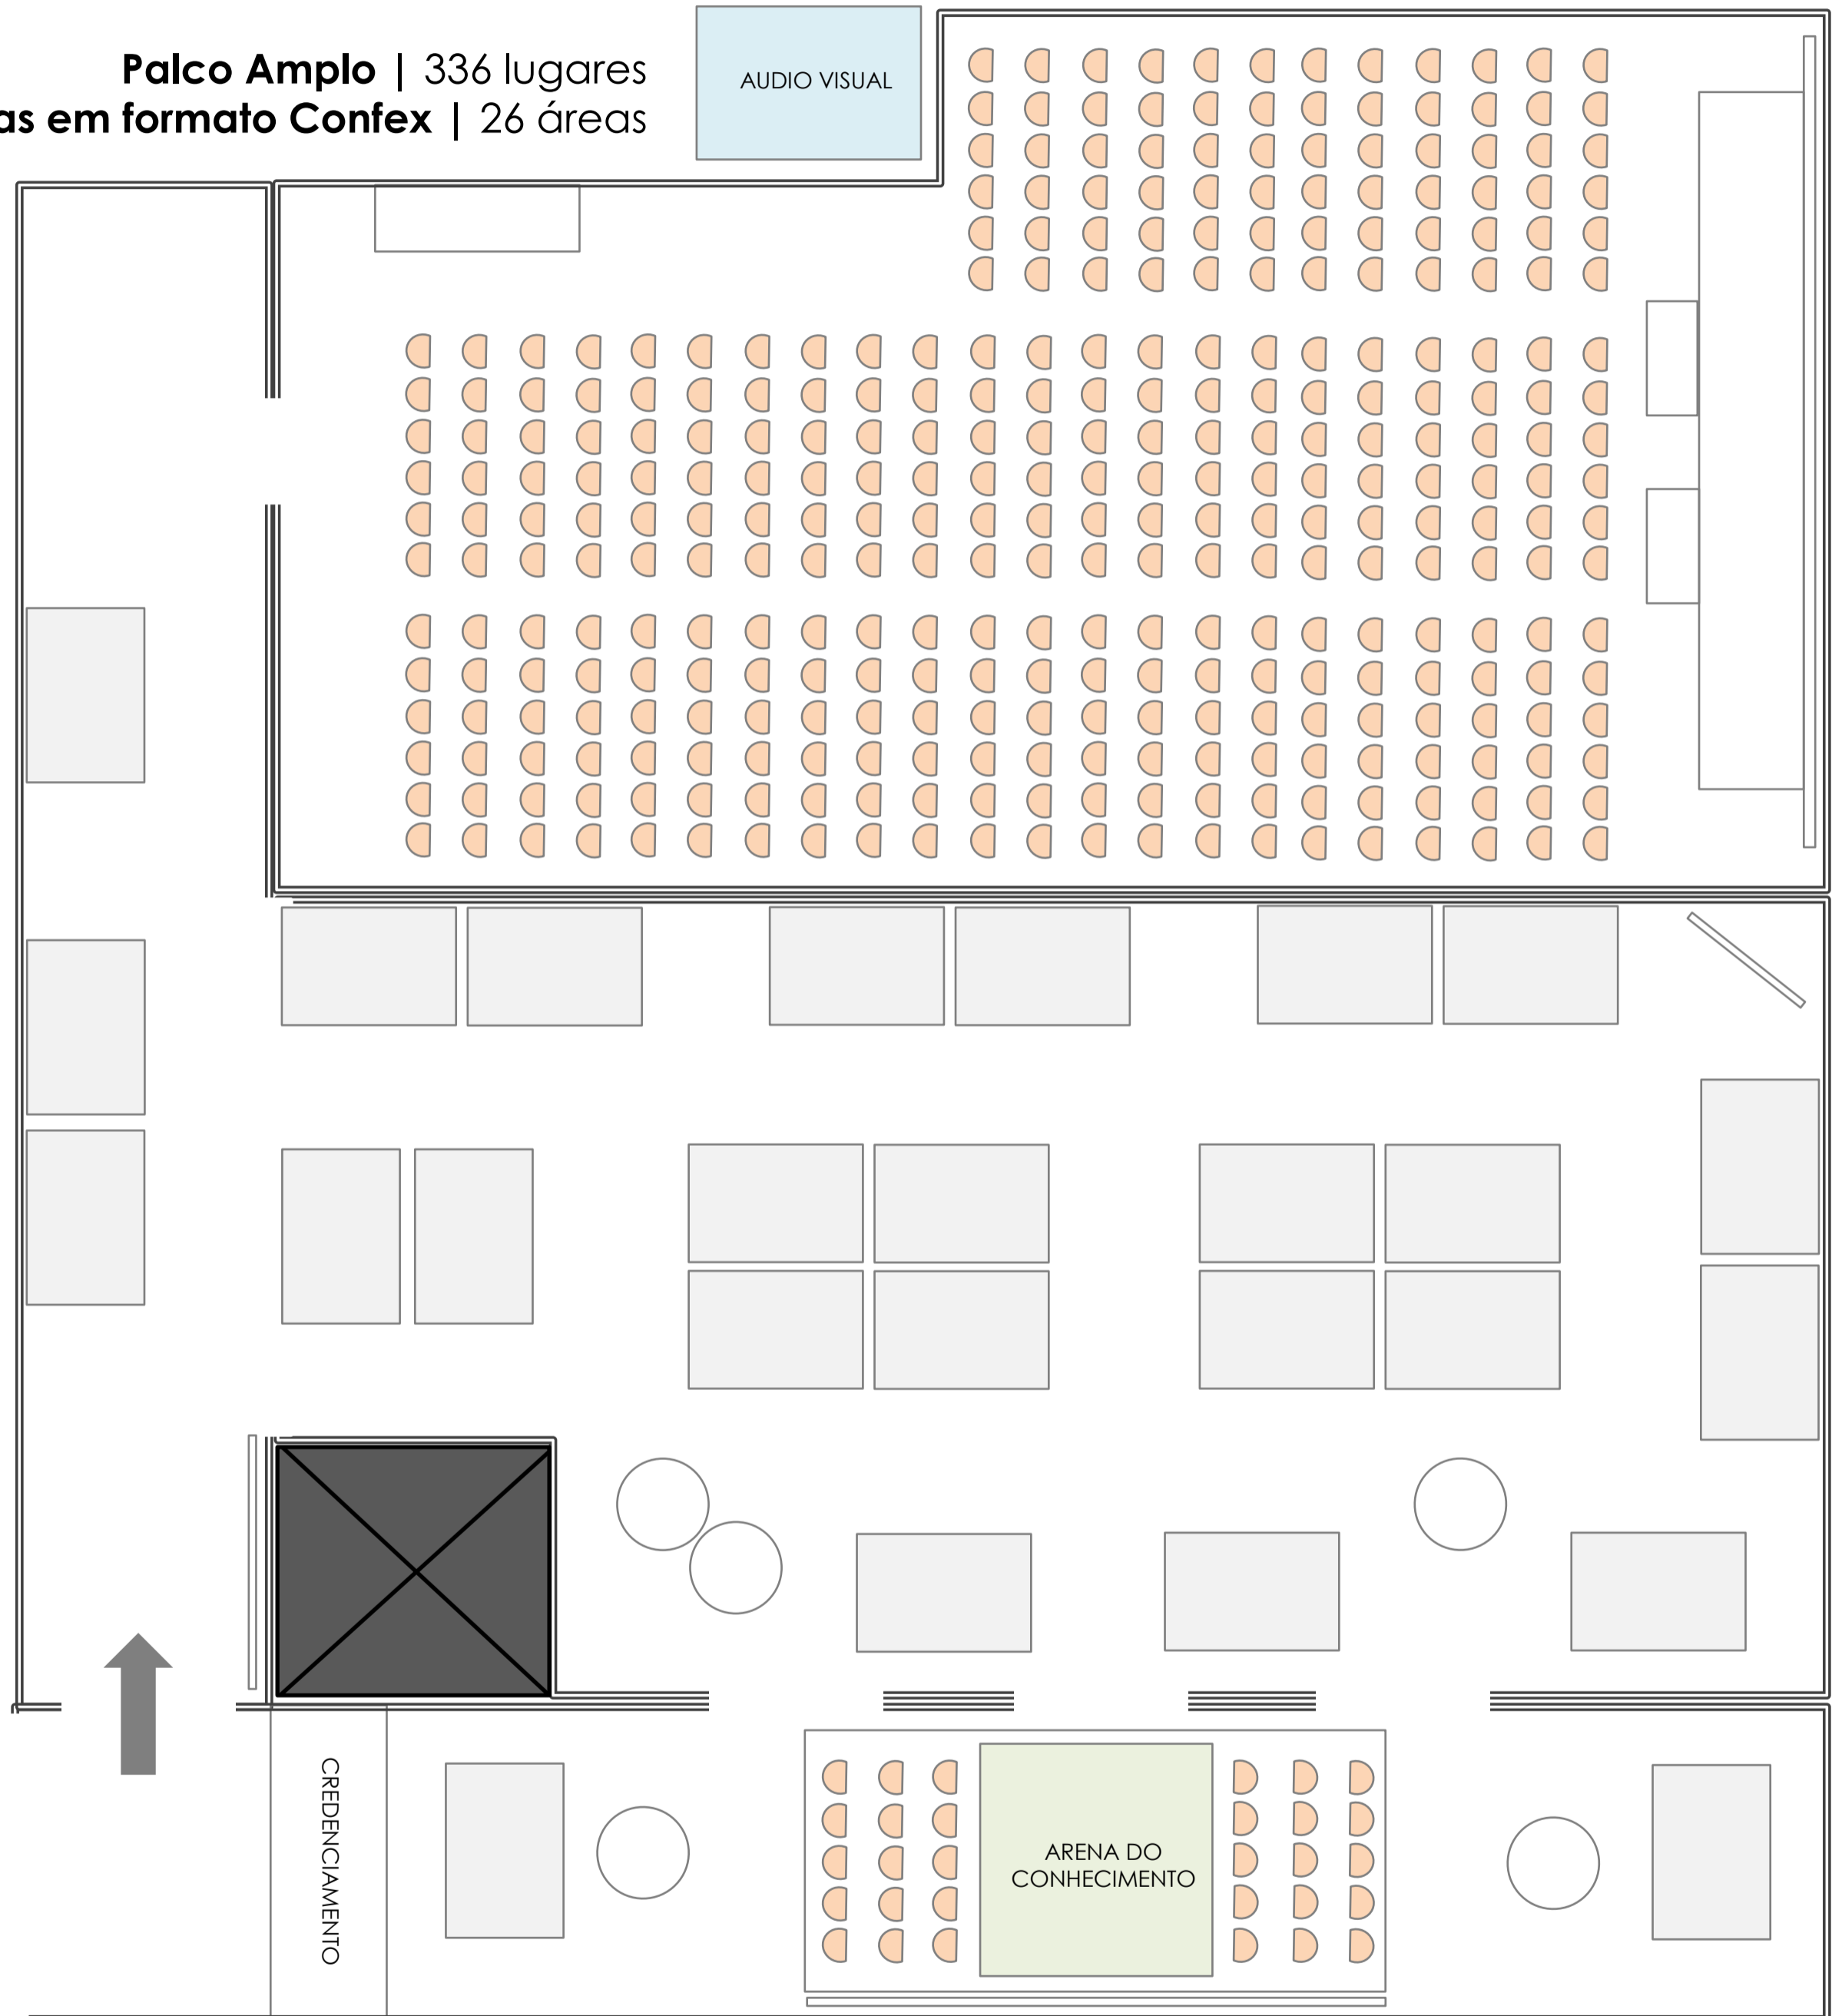 Palco Amplo | 336 lugares
as em formato Confex | 26 áreas
AUDIO VISUAL
CREDENCIAMENTO
ARENA DO
CONHECIMENTO